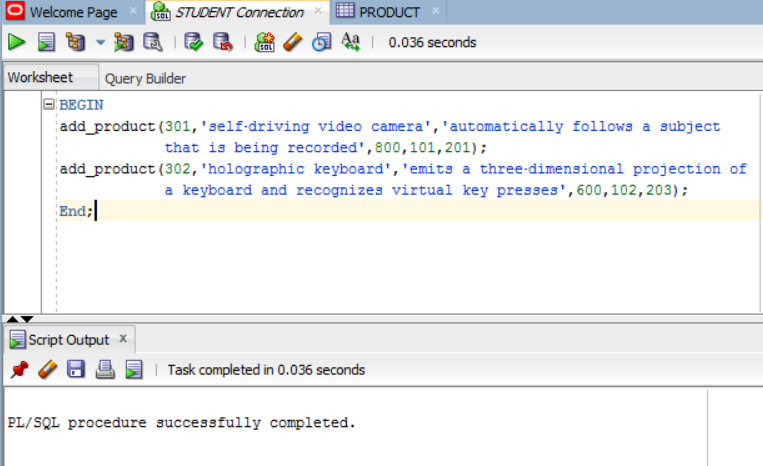 Welcome Page × STUDENT Connection × PRODUCT ×
SQL SQL Aa 0.036 seconds
Worksheet Query Builder
BEGIN
add_product(301,'self-driving video camera','automatically follows a subject
that is being recorded',800,101,201);
add_product(302,'holographic keyboard','emits a three-dimensional projection of
a keyboard and recognizes virtual key presses',600,102,203);
End;
Script Output ×
Task completed in 0.036 seconds
PL/SQL procedure successfully completed.